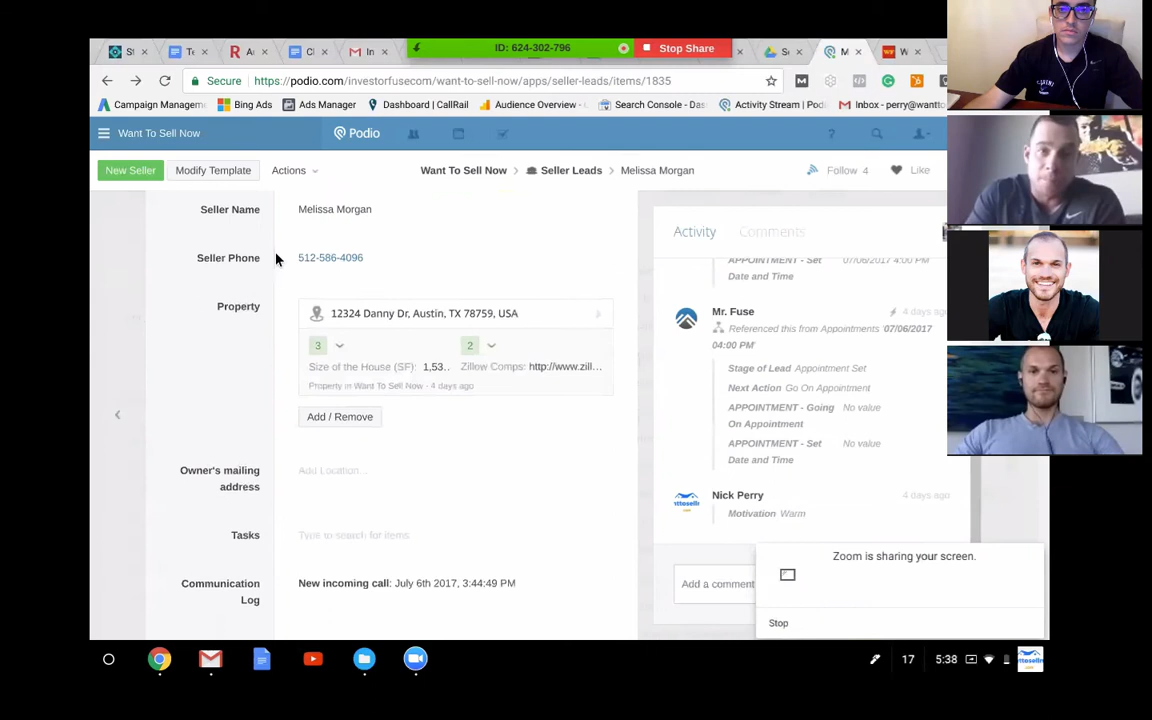 St
Te
A
Cl
In
ID: 624-302-796
Stop Share
S
M
W
Secure
https://podio.com/investorfusecom/want-to-sell-now/apps/seller-leads/items/1835
Campaign Managem
Bing Ads
Ads Manager
Dashboard | CallRail
Audience Overview -
Search Console - Das
Activity Stream | Podi
Inbox - perry@wantto
Want To Sell Now
Podio
?
New Seller
Modify Template
Actions
Want To Sell Now
Seller Leads
Melissa Morgan
Follow 4
Like
Seller Name
Melissa Morgan
Seller Phone
512-586-4096
Property
12324 Danny Dr, Austin, TX 78759, USA
3
2
Size of the House (SF): 1,53..
Zillow Comps: http://www.zill...
Property in Want To Sell Now - 4 days ago
Add / Remove
Owner's mailing
address
Add Location...
Tasks
Type to search for items
Communication
Log
New incoming call: July 6th 2017, 3:44:49 PM
Activity
Comments
APPOINTMENT - Set
Date and Time
07/06/2017 4:00 PM
Mr. Fuse
4 days ago
Referenced this from Appointments '07/06/2017
04:00 PM'
Stage of Lead Appointment Set
Next Action Go On Appointment
APPOINTMENT - Going
On Appointment
No value
APPOINTMENT - Set
Date and Time
No value
Nick Perry
4 days ago
Motivation Warm
Add a comment
Zoom is sharing your screen.
Stop
17
5:38